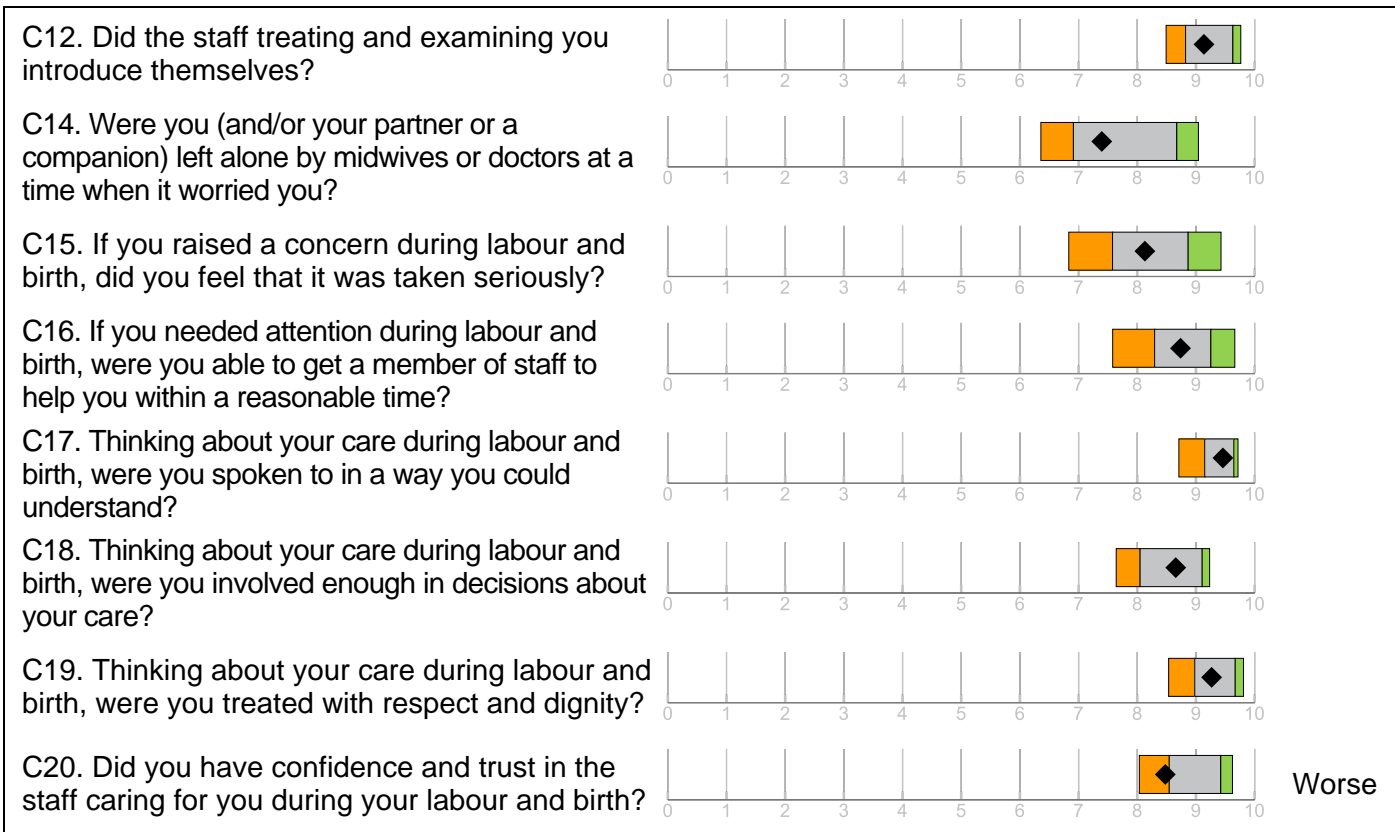 C12. Did the staff treating and examining you
introduce themselves?
0 1 2 3 4 5 6 7 8 9 10
C14. Were you (and/or your partner or a
companion) left alone by midwives or doctors at a
time when it worried you?
0 1 2 3 4 5 6 7 8 9 10
C15. If you raised a concern during labour and
birth, did you feel that it was taken seriously?
0 1 2 3 4 5 6 7 8 9 10
C16. If you needed attention during labour and
birth, were you able to get a member of staff to
help you within a reasonable time?
0 1 2 3 4 5 6 7 8 9 10
C17. Thinking about your care during labour and
birth, were you spoken to in a way you could
understand?
0 1 2 3 4 5 6 7 8 9 10
C18. Thinking about your care during labour and
birth, were you involved enough in decisions about
your care?
0 1 2 3 4 5 6 7 8 9 10
C19. Thinking about your care during labour and
birth, were you treated with respect and dignity?
0 1 2 3 4 5 6 7 8 9 10
C20. Did you have confidence and trust in the
staff caring for you during your labour and birth?
0 1 2 3 4 5 6 7 8 9 10
Worse